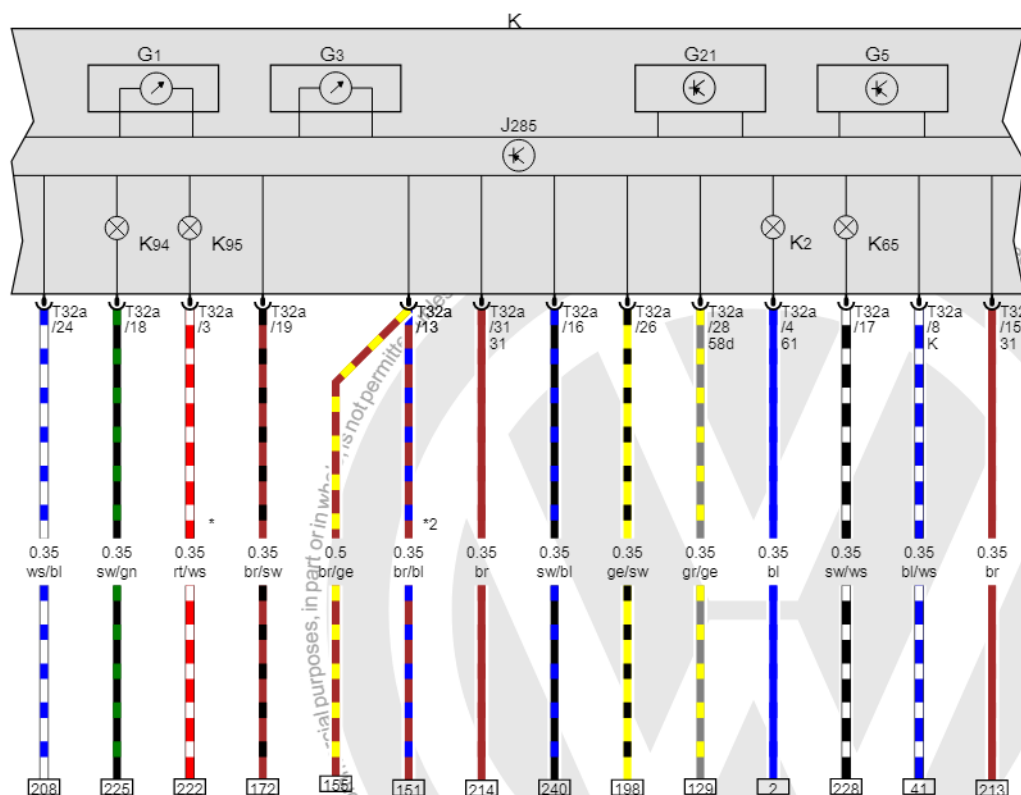 K
G1 G3 G21 G5
J285
K94 K95 K2 K65
T32a T32a T32a T32a T32a T32a T32a T32a T32a T32a T32a T32a
/24 /18 /3 /19 /13 /31 /16 /26 /28 /4 /17 /8 /15
31 58d 61 K 31
* *2
0.35 0.35 0.35 0.35 0.5 0.35 0.35 0.35 0.35 0.35 0.35 0.35 0.35 0.35
ws/bl sw/gn rt/ws br/sw br/ge br/bl br sw/bl ge/sw gr/ge bl sw/ws bl/ws br
208 225 222 172 155 151 214 240 198 129 2 228 41 213
cial purposes, in part or in
is not permitte